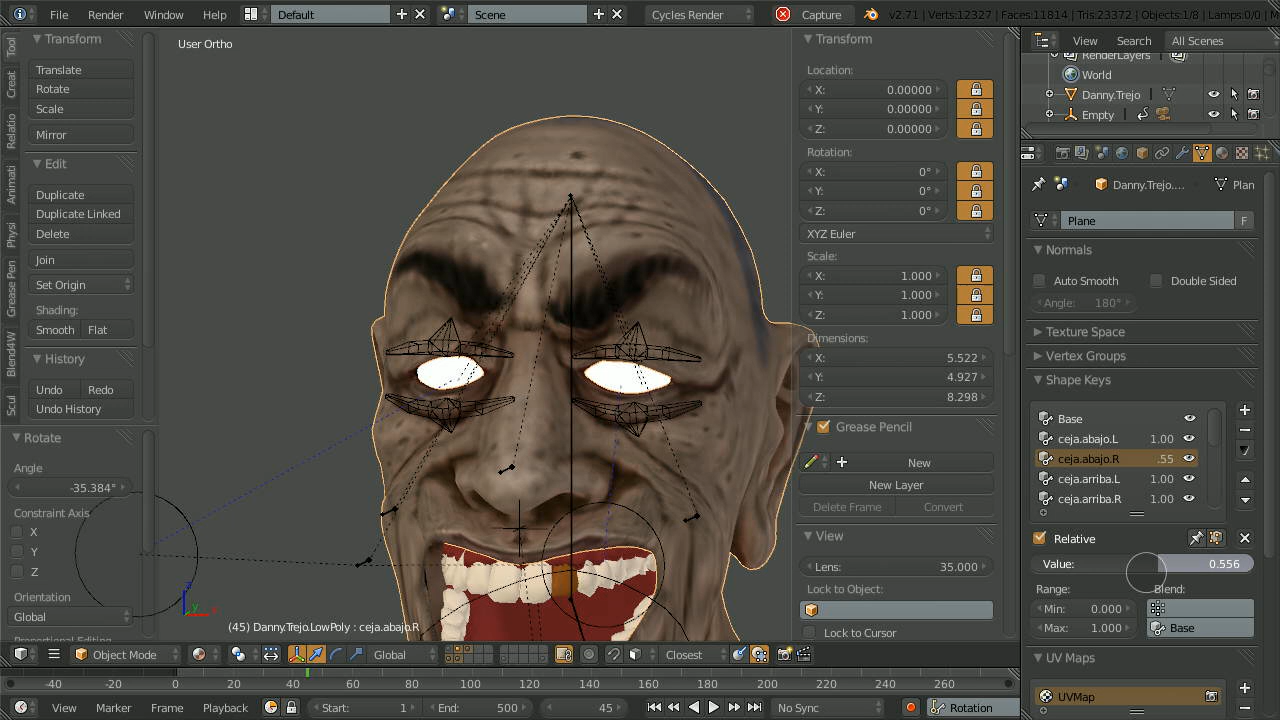 File Render Window Help Default Scene Cycles Render Capture v2.71 | Verts:12327 | Faces:11814 | Tris:23372 | Objects:1/8 | Lamps:0/0 |
Tool
Creat
Relatio
Animati
Physi
Grease Pen
Blend4W
Scul
Transform
Translate
Rotate
Scale
Mirror
Edit
Duplicate
Duplicate Linked
Delete
Join
Set Origin
Shading:
Smooth Flat
History
Undo Redo
Undo History
Rotate
Angle
-35.384°
Constraint Axis
X
Y
Z
Orientation
Global
User Ortho
(45) Danny.Trejo.LowPoly : ceja.abajo.R
Transform
Location:
X: 0.00000
Y: 0.00000
Z: 0.00000
Rotation:
X: 0°
Y: 0°
Z: 0°
XYZ Euler
Scale:
X: 1.000
Y: 1.000
Z: 1.000
Dimensions:
X: 5.522
Y: 4.927
Z: 8.298
Grease Pencil
New
New Layer
Delete Frame Convert
View
Lens: 35.000
Lock to Object:
Lock to Cursor
View Search All Scenes
RenderLayers
World
Danny.Trejo
Empty
Danny.Trejo.... Plan
Plane F
Normals
Auto Smooth Double Sided
Angle: 180°
Texture Space
Vertex Groups
Shape Keys
Base
ceja.abajo.L 1.00
ceja.abajo.R .55
ceja.arriba.L 1.00
ceja.arriba.R 1.00
Relative
Value: 0.556
Range: Blend:
Min: 0.000
Max: 1.000 Base
UV Maps
UVMap
Object Mode Global Closest
-40 -20 0 20 40 60 80 100 120 140 160 180 200 220 240 260
View Marker Frame Playback Start: 1 End: 500 45 No Sync Rotation